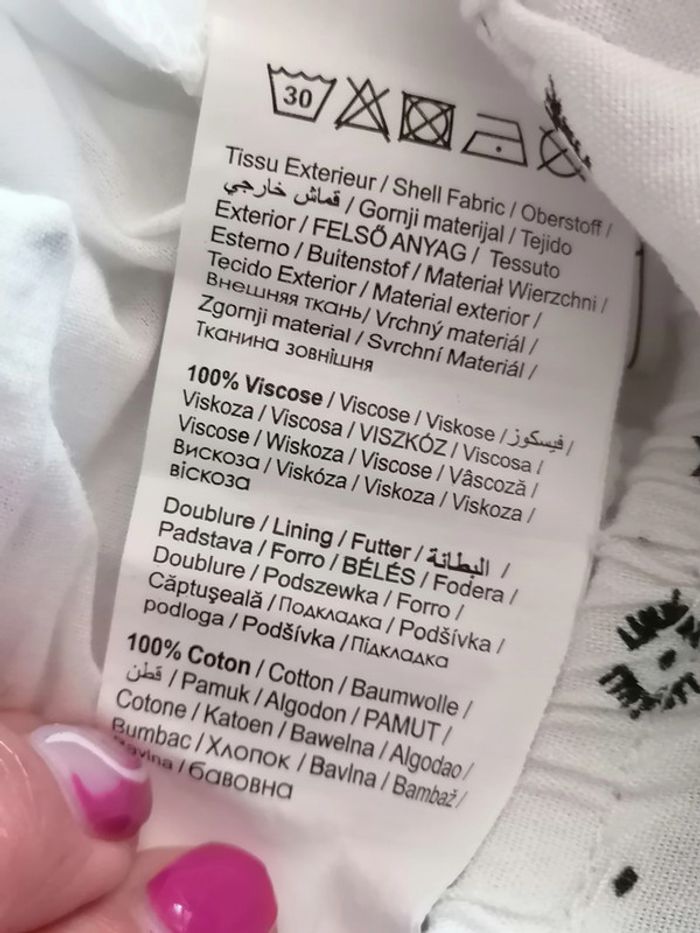 30
Tissu Exterieur / Shell Fabric / Oberstoff /
قماش خارجي / Gornji materijal / Tejido
Exterior / FELSŐ ANYAG / Tessuto
Esterno / Buitenstof / Materiał Wierzchni /
Tecido Exterior / Material exterior /
Внешняя ткань/ Vrchný materiál /
Zgornji material / Svrchní Materiál /
Тканина зовнішня
100% Viscose / Viscose / Viskose / فيسكوز /
Viskoza / Viscosa / VISZKÓZ / Viscosa /
Viscose / Wiskoza / Viscose / Vâscoză /
Вискоза / Viskóza / Viskoza / Viskoza /
віскоза
Doublure / Lining / Futter / البطانة /
Padstava / Forro / BÉLÉS / Fodera /
Doublure / Podszewka / Forro /
Căptuşeală / Подкладка / Podšívka /
podloga / Podšívka /Підкладка
100% Coton / Cotton / Baumwolle /
قطن / Pamuk / Algodon / PAMUT /
Cotone / Katoen / Bawelna / Algodao /
Bumbac / Хлопок / Bavlna / Bambaž /
Bavlna / бавовна